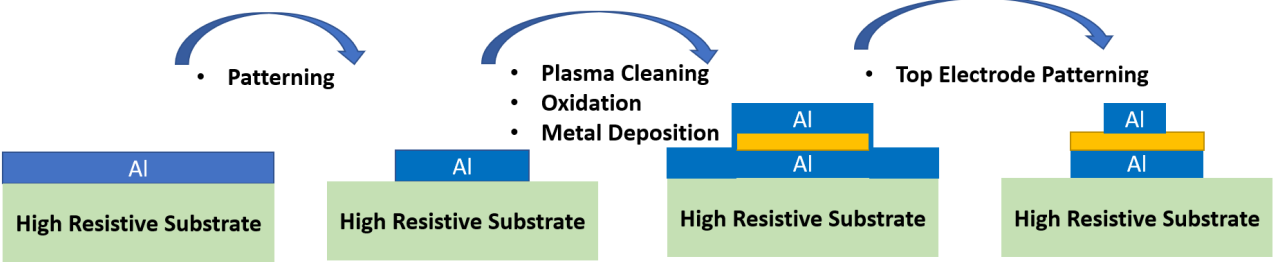 • Patterning
• Plasma Cleaning
• Oxidation
• Metal Deposition
• Top Electrode Patterning
Al
High Resistive Substrate
Al
High Resistive Substrate
Al
Al
High Resistive Substrate
Al
Al
High Resistive Substrate